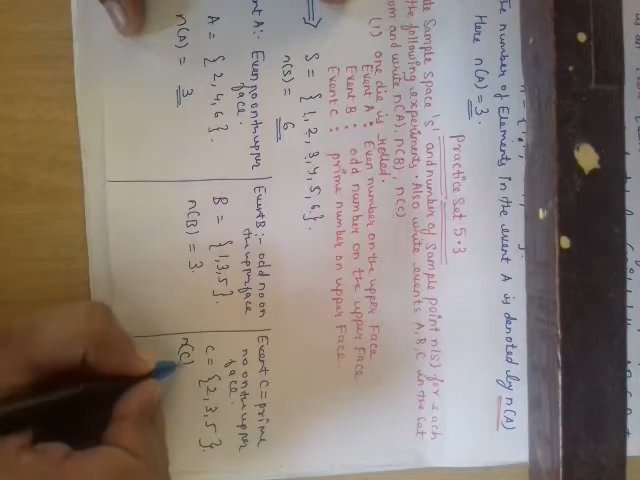 The number of Elements in the event A is denoted by n(A)
Here n(A) = 3.
Practice Set 5.3
Sample Space 's' and number of Sample point n(s) for each
the following experiments. Also write events A, B, C in the set
and write n(A), n(B), n(C)
(1) one die is rolled.
Event A : Even number on the upper Face
Event B : odd number on the upper Face
Event C : prime number on upper Face.
S = { 1, 2, 3, 4, 5, 6 }.
n(S) = 6
A:- Even no on the upper face.
A = { 2, 4, 6 }.
n(A) = 3
Event B:- odd no on the upper face
B = { 1, 3, 5 }.
n(B) = 3.
Event C = prime no on the upper face.
C = { 2, 3, 5 }.
n(C)